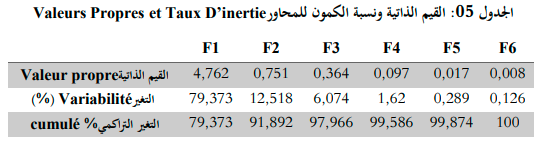 الجدول 05: القيم الذاتية ونسبة الكمون للمحاور Valeurs Propres et Taux D’inertie
F1 F2 F3 F4 F5 F6
القيم الذاتية Valeur propre 4,762 0,751 0,364 0,097 0,017 0,008
التغير Variabilité (%) 79,373 12,518 6,074 1,62 0,289 0,126
التغير التراكمي % cumulé 79,373 91,892 97,966 99,586 99,874 100